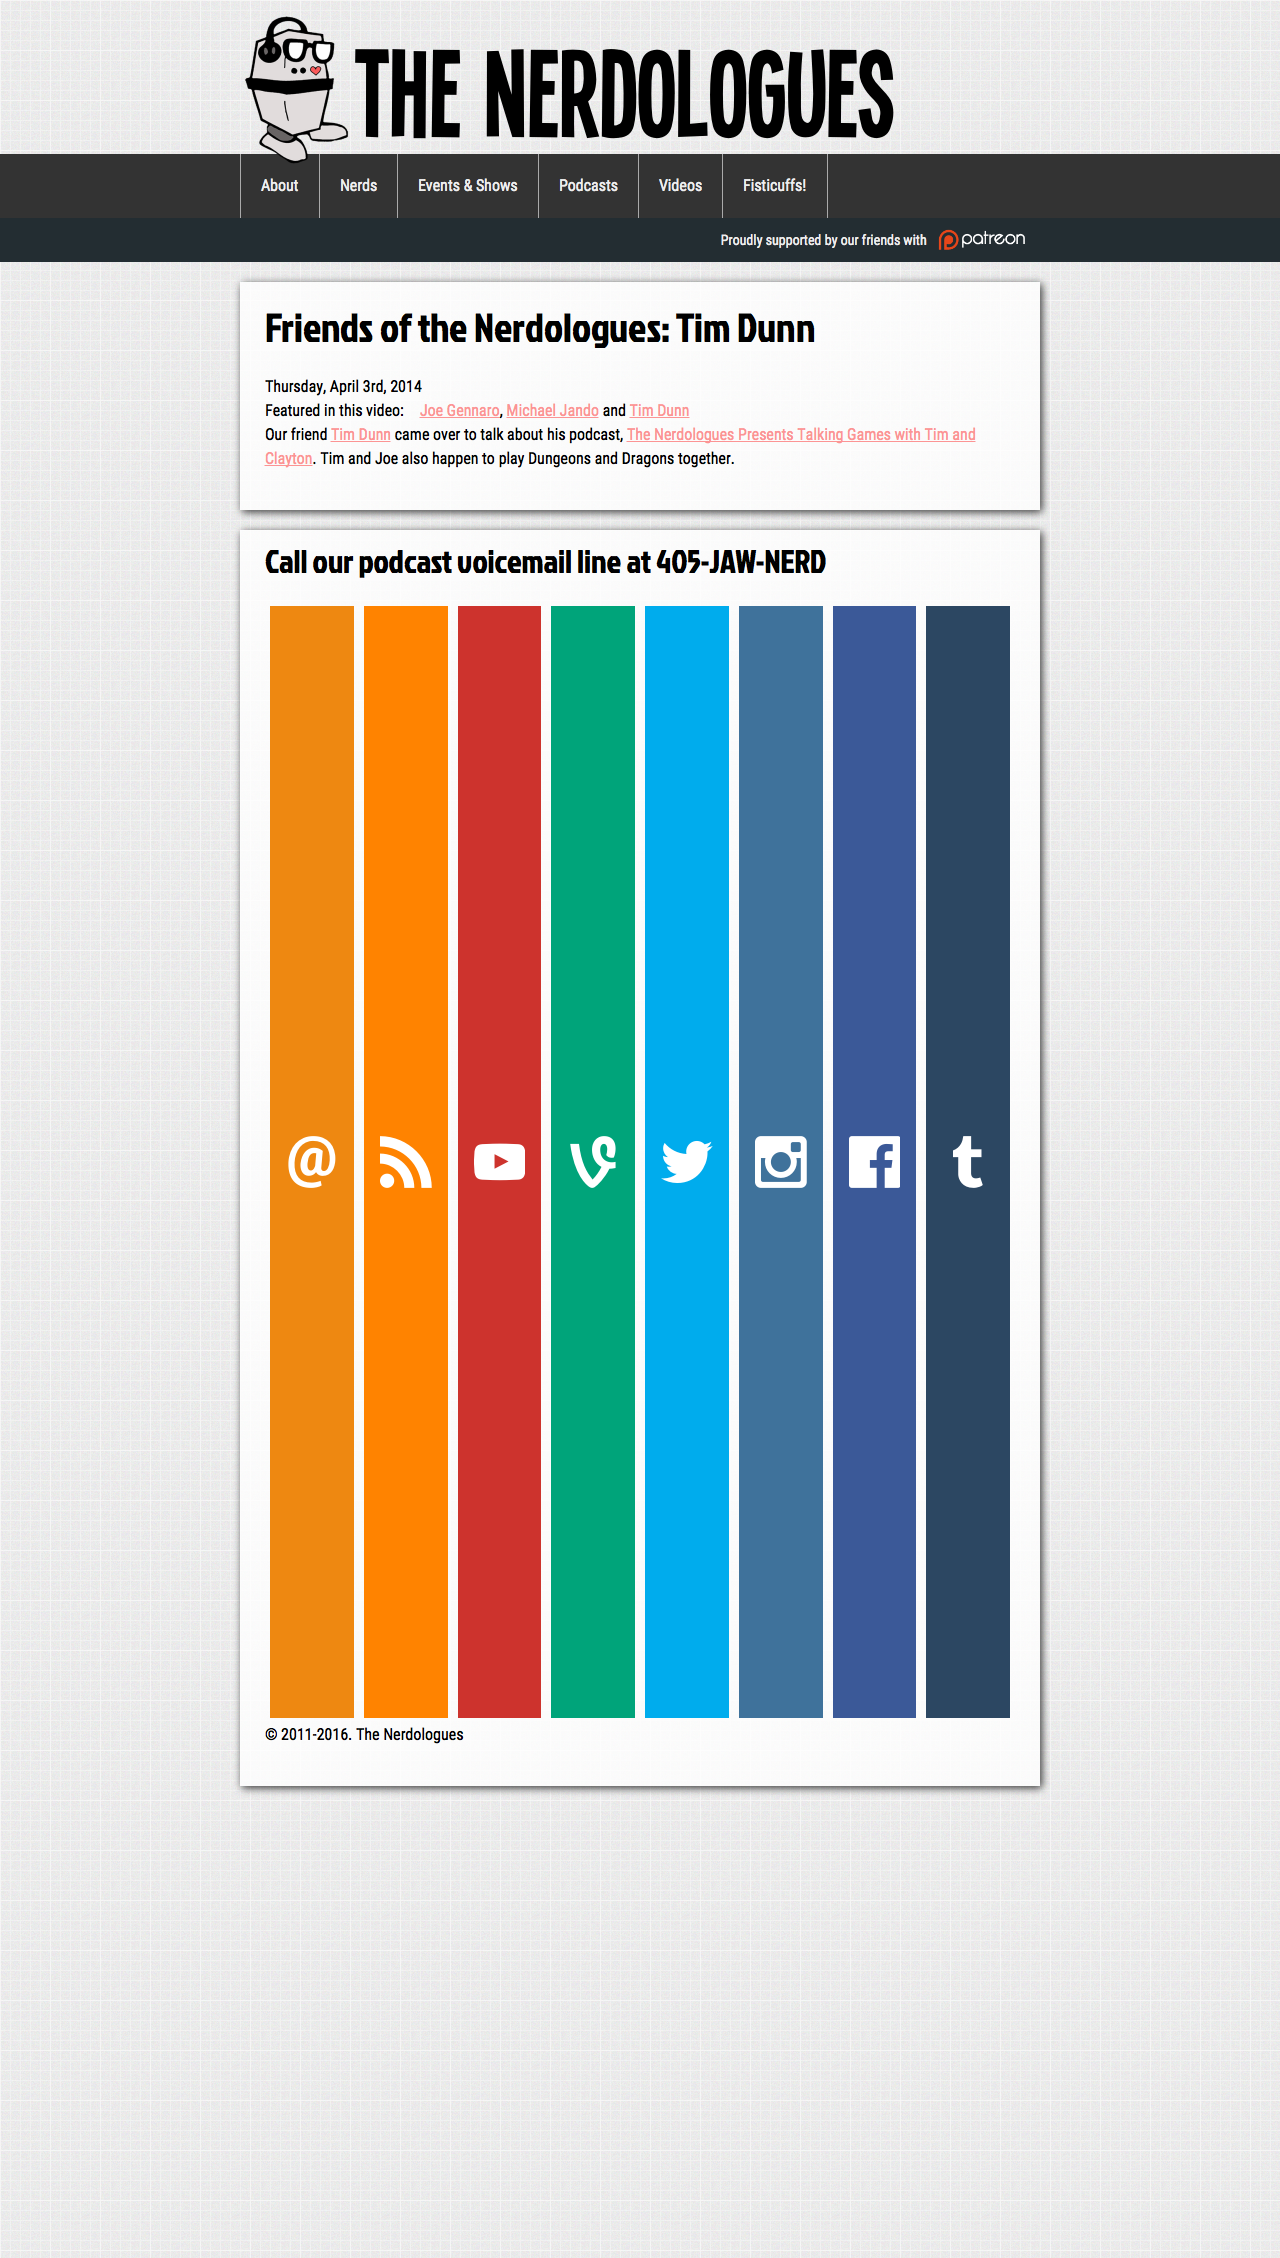 THE NERDOLOGUES
About
Nerds
Events & Shows
Podcasts
Videos
Fisticuffs!
Proudly supported by our friends with patreon
Friends of the Nerdologues: Tim Dunn
Thursday, April 3rd, 2014
Featured in this video: Joe Gennaro, Michael Jando and Tim Dunn
Our friend Tim Dunn came over to talk about his podcast, The Nerdologues Presents Talking Games with Tim and
Clayton. Tim and Joe also happen to play Dungeons and Dragons together.
Call our podcast voicemail line at 405-JAW-NERD
© 2011-2016. The Nerdologues